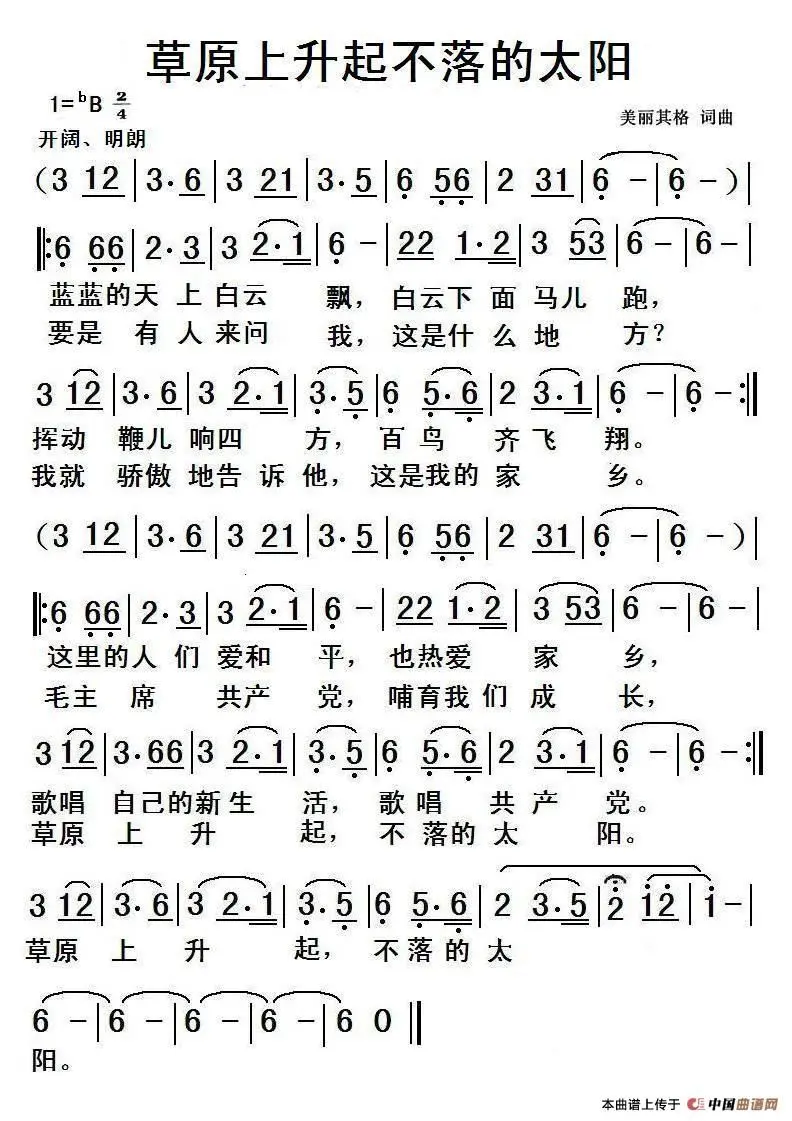 草原上升起不落的太阳
1=ᵇB 2/4
美丽其格 词曲
开阔、明朗
(3 12 | 3· 6 | 3 21 | 3· 5 | 6 56 | 2 31 | 6 - | 6 - ) |
‖: 6 66 | 2· 3 | 3 2·1 | 6 - | 22 1·2 | 3 53 | 6 - | 6 - |
蓝蓝的天 上 白云 飘， 白云下 面 马儿 跑，
要是 有 人 来问 我， 这是什 么 地 方？
3 12 | 3· 6 | 3 2·1 | 3·5 | 6 5·6 | 2 3·1 | 6 - | 6 - :‖
挥动 鞭儿 响四 方， 百鸟 齐飞 翔。
我就 骄傲 地告 诉他， 这是我的 家 乡。
(3 12 | 3· 6 | 3 21 | 3· 5 | 6 56 | 2 31 | 6 - | 6 - ) |
‖: 6 66 | 2· 3 | 3 2·1 | 6 - | 22 1·2 | 3 53 | 6 - | 6 - |
这里的人 们 爱和 平， 也热爱 家 乡，
毛主 席 共产 党， 哺育我 们 成 长，
3 12 | 3·66 | 3 2·1 | 3·5 | 6 5·6 | 2 3·1 | 6 - | 6 - :‖
歌唱 自己的新生 活， 歌唱 共产 党。
草原 上 升 起， 不 落的 太 阳。
3 12 | 3·6 | 3 2·1 | 3·5 | 6 5·6 | 2 3·5 | 2 12 | 1 - |
草原 上 升 起， 不 落的 太
6 - | 6 - | 6 - | 6 - | 6 0 ‖
阳。
本曲谱上传于 中国曲谱网